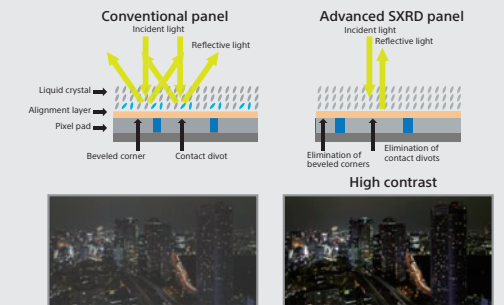 Conventional panel
Incident light
Reflective light
Liquid crystal
Alignment layer
Pixel pad
Beveled corner
Contact divot
Advanced SXRD panel
Incident light
Reflective light
Elimination of
beveled corners
Elimination of
contact divots
High contrast